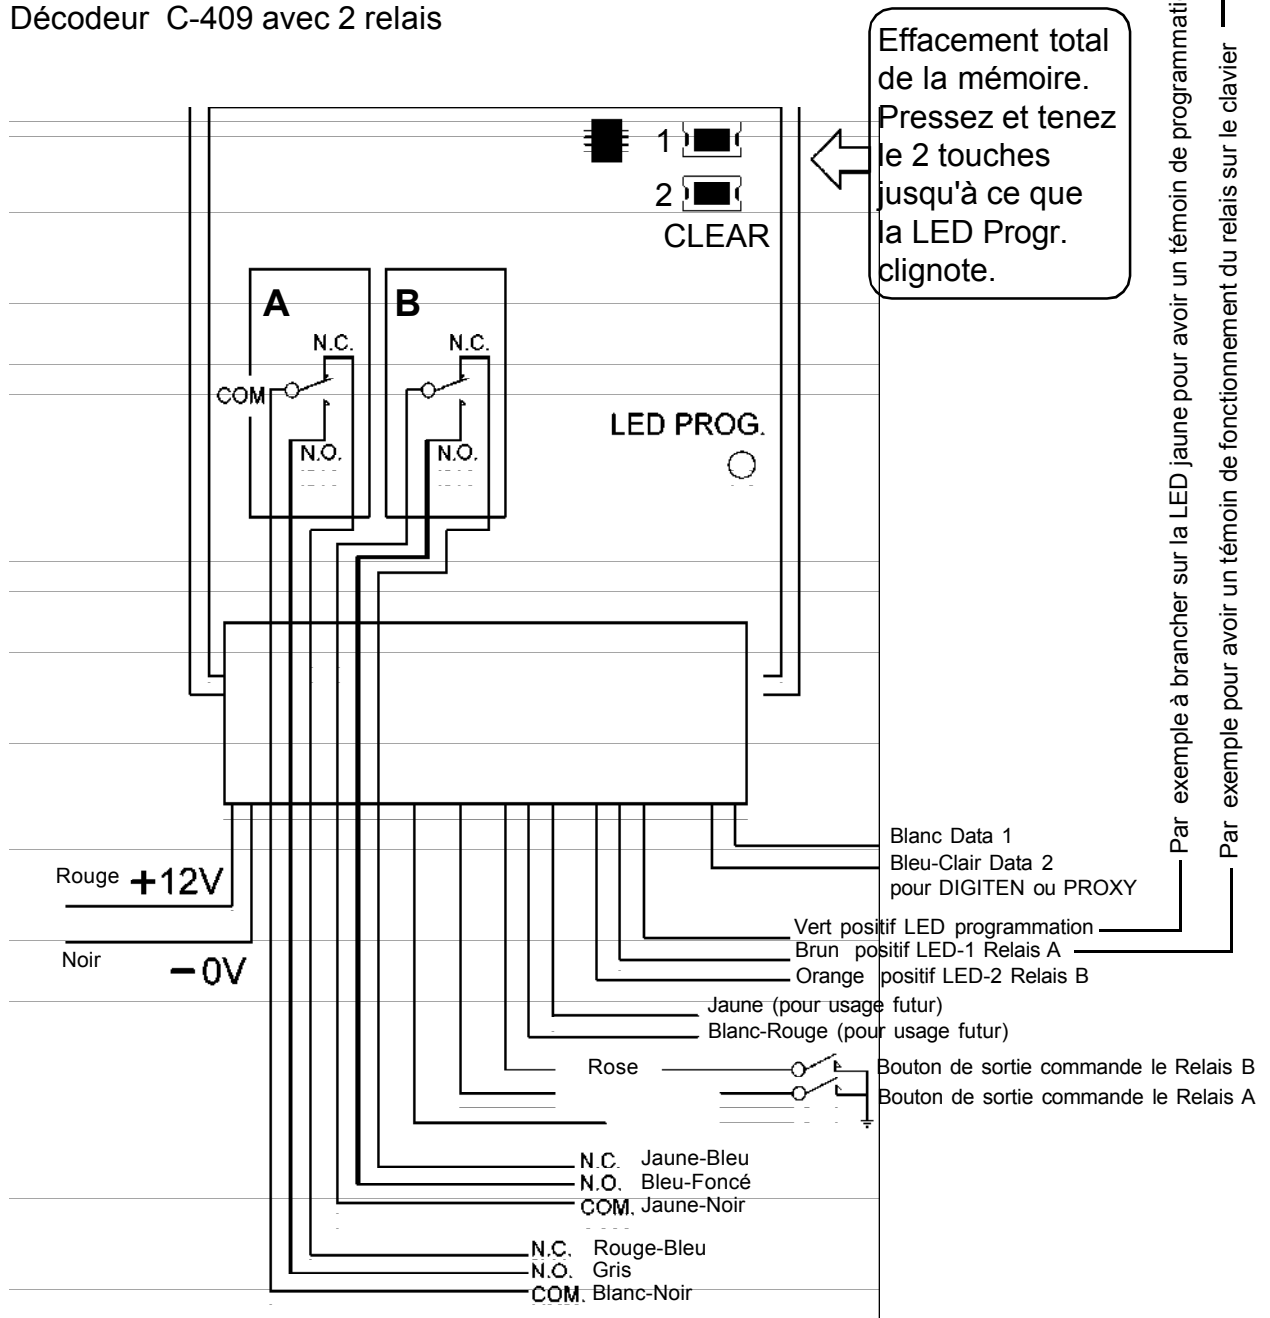 Décodeur C-409 avec 2 relais
Effacement total
de la mémoire.
Pressez et tenez
le 2 touches
jusqu'à ce que
la LED Progr.
clignote.
1
2
CLEAR
A
B
N.C.
N.C.
COM
N.O.
N.O.
LED PROG.
Par exemple à brancher sur la LED jaune pour avoir un témoin de programmati
Par exemple pour avoir un témoin de fonctionnement du relais sur le clavier
Rouge +12V
Noir -0V
Blanc Data 1
Bleu-Clair Data 2
pour DIGITEN ou PROXY
Vert positif LED programmation
Brun positif LED-1 Relais A
Orange positif LED-2 Relais B
Jaune (pour usage futur)
Blanc-Rouge (pour usage futur)
Rose Bouton de sortie commande le Relais B
Bouton de sortie commande le Relais A
N.C. Jaune-Bleu
N.O. Bleu-Foncé
COM. Jaune-Noir
N.C. Rouge-Bleu
N.O. Gris
COM. Blanc-Noir